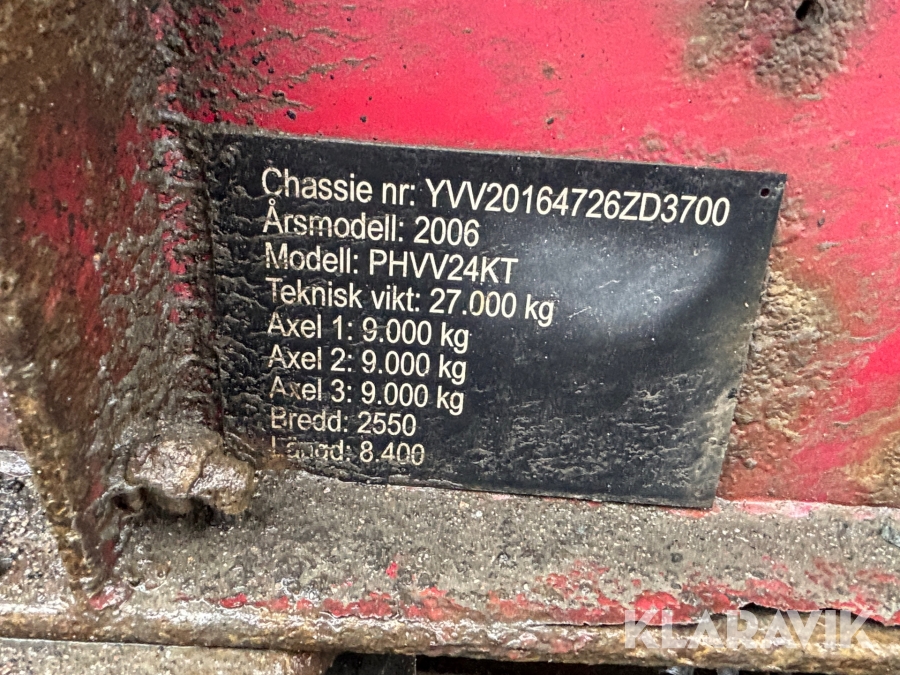 Chassie nr: YVV20164726ZD3700
Årsmodell: 2006
Modell: PHVV24KT
Teknisk vikt: 27.000 kg
Axel 1: 9.000 kg
Axel 2: 9.000 kg
Axel 3: 9.000 kg
Bredd: 2550
Längd: 8.400
KLARAVIK